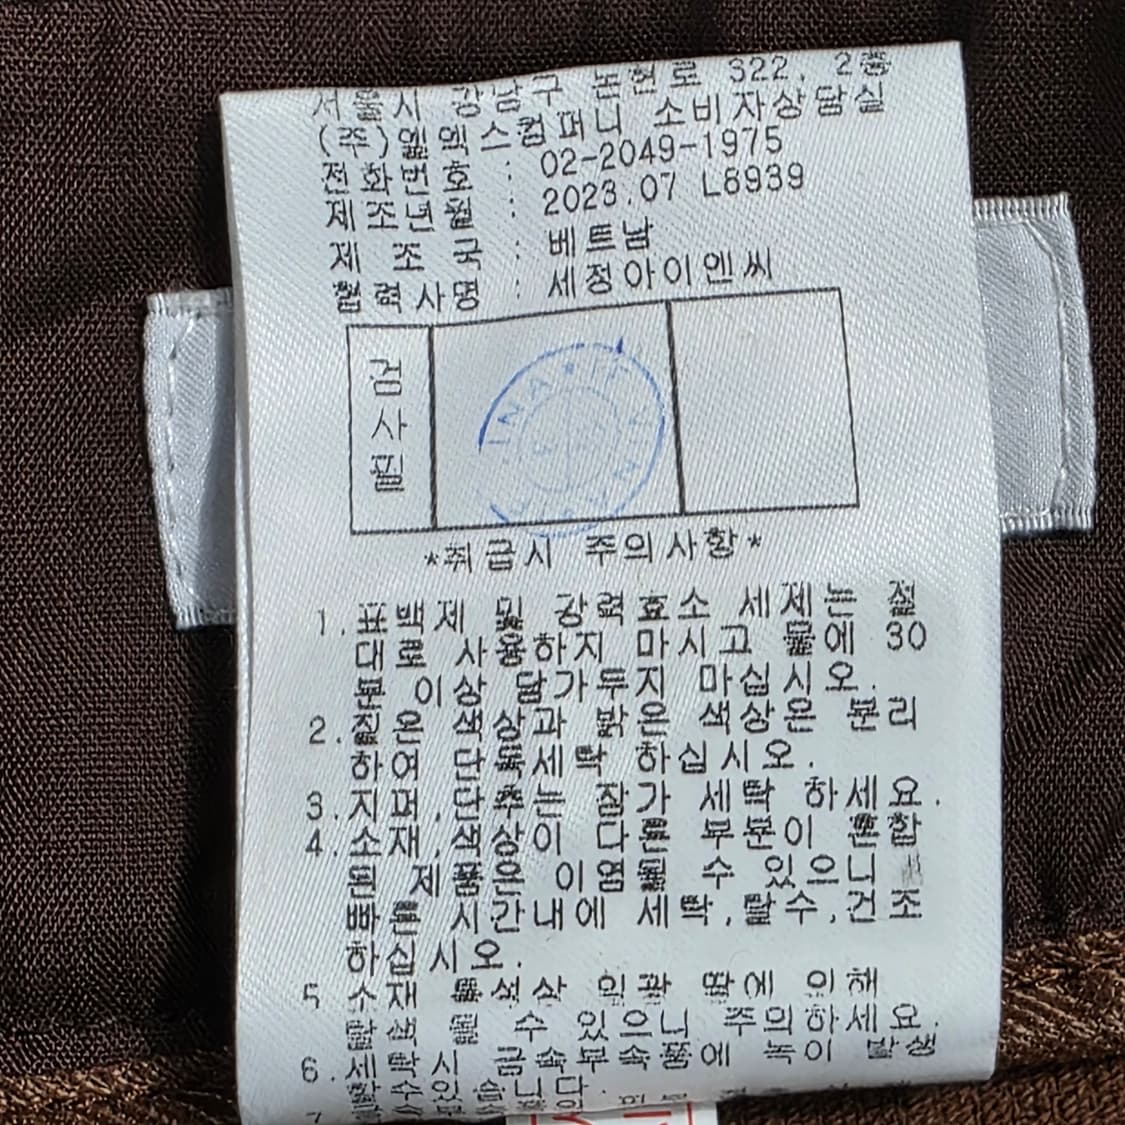 서울시 강남구 논현로 322, 2층
(주)엘엑스컴퍼니 소비자상담실
전화번호 : 02-2049-1975
제조년월 : 2023.07 L8939
제 조 국 : 베트남
협력사명 : 세정아이앤씨
검사필
*취급시 주의사항*
1.표백제 및 강력효소 세제는 절
대로 사용하지 마시고 물에 30
분 이상 담가두지 마십시오.
2.짙은 색상과 밝은 색상은 분리
하여 단독세탁 하십시오.
3.지퍼,단추는 잠가 세탁 하세요.
4.소재,색상이 다른 부분이 혼합
된 제품은 이염될 수 있으니
빠른 시간내에 세탁,탈수,건조
하십시오.
5 소재 특성상 일광 땀에 의해
탈색 될 수 있으니 주의하세요.
6.세탁시 금속부속품에 녹이 발생
할수있습니다.
7